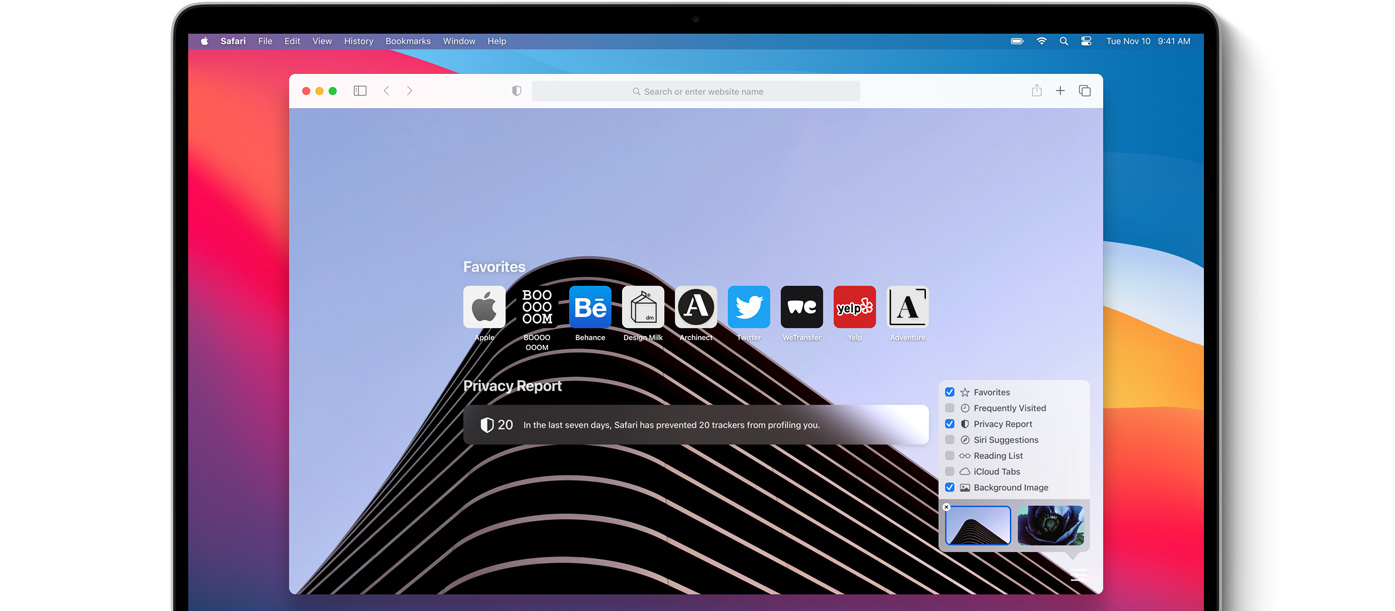 Safari File Edit View History Bookmarks Window Help
Tue Nov 10 9:41 AM
Search or enter website name
Favorites
BOO
OOO
OOM
Bē
dm
A
we
yelp
A
Apple
BOOOO
OOOM
Behance
Design Milk
Archinect
Twitter
WeTransfer
Yelp
Adventure
Privacy Report
20 In the last seven days, Safari has prevented 20 trackers from profiling you.
Favorites
Frequently Visited
Privacy Report
Siri Suggestions
Reading List
iCloud Tabs
Background Image